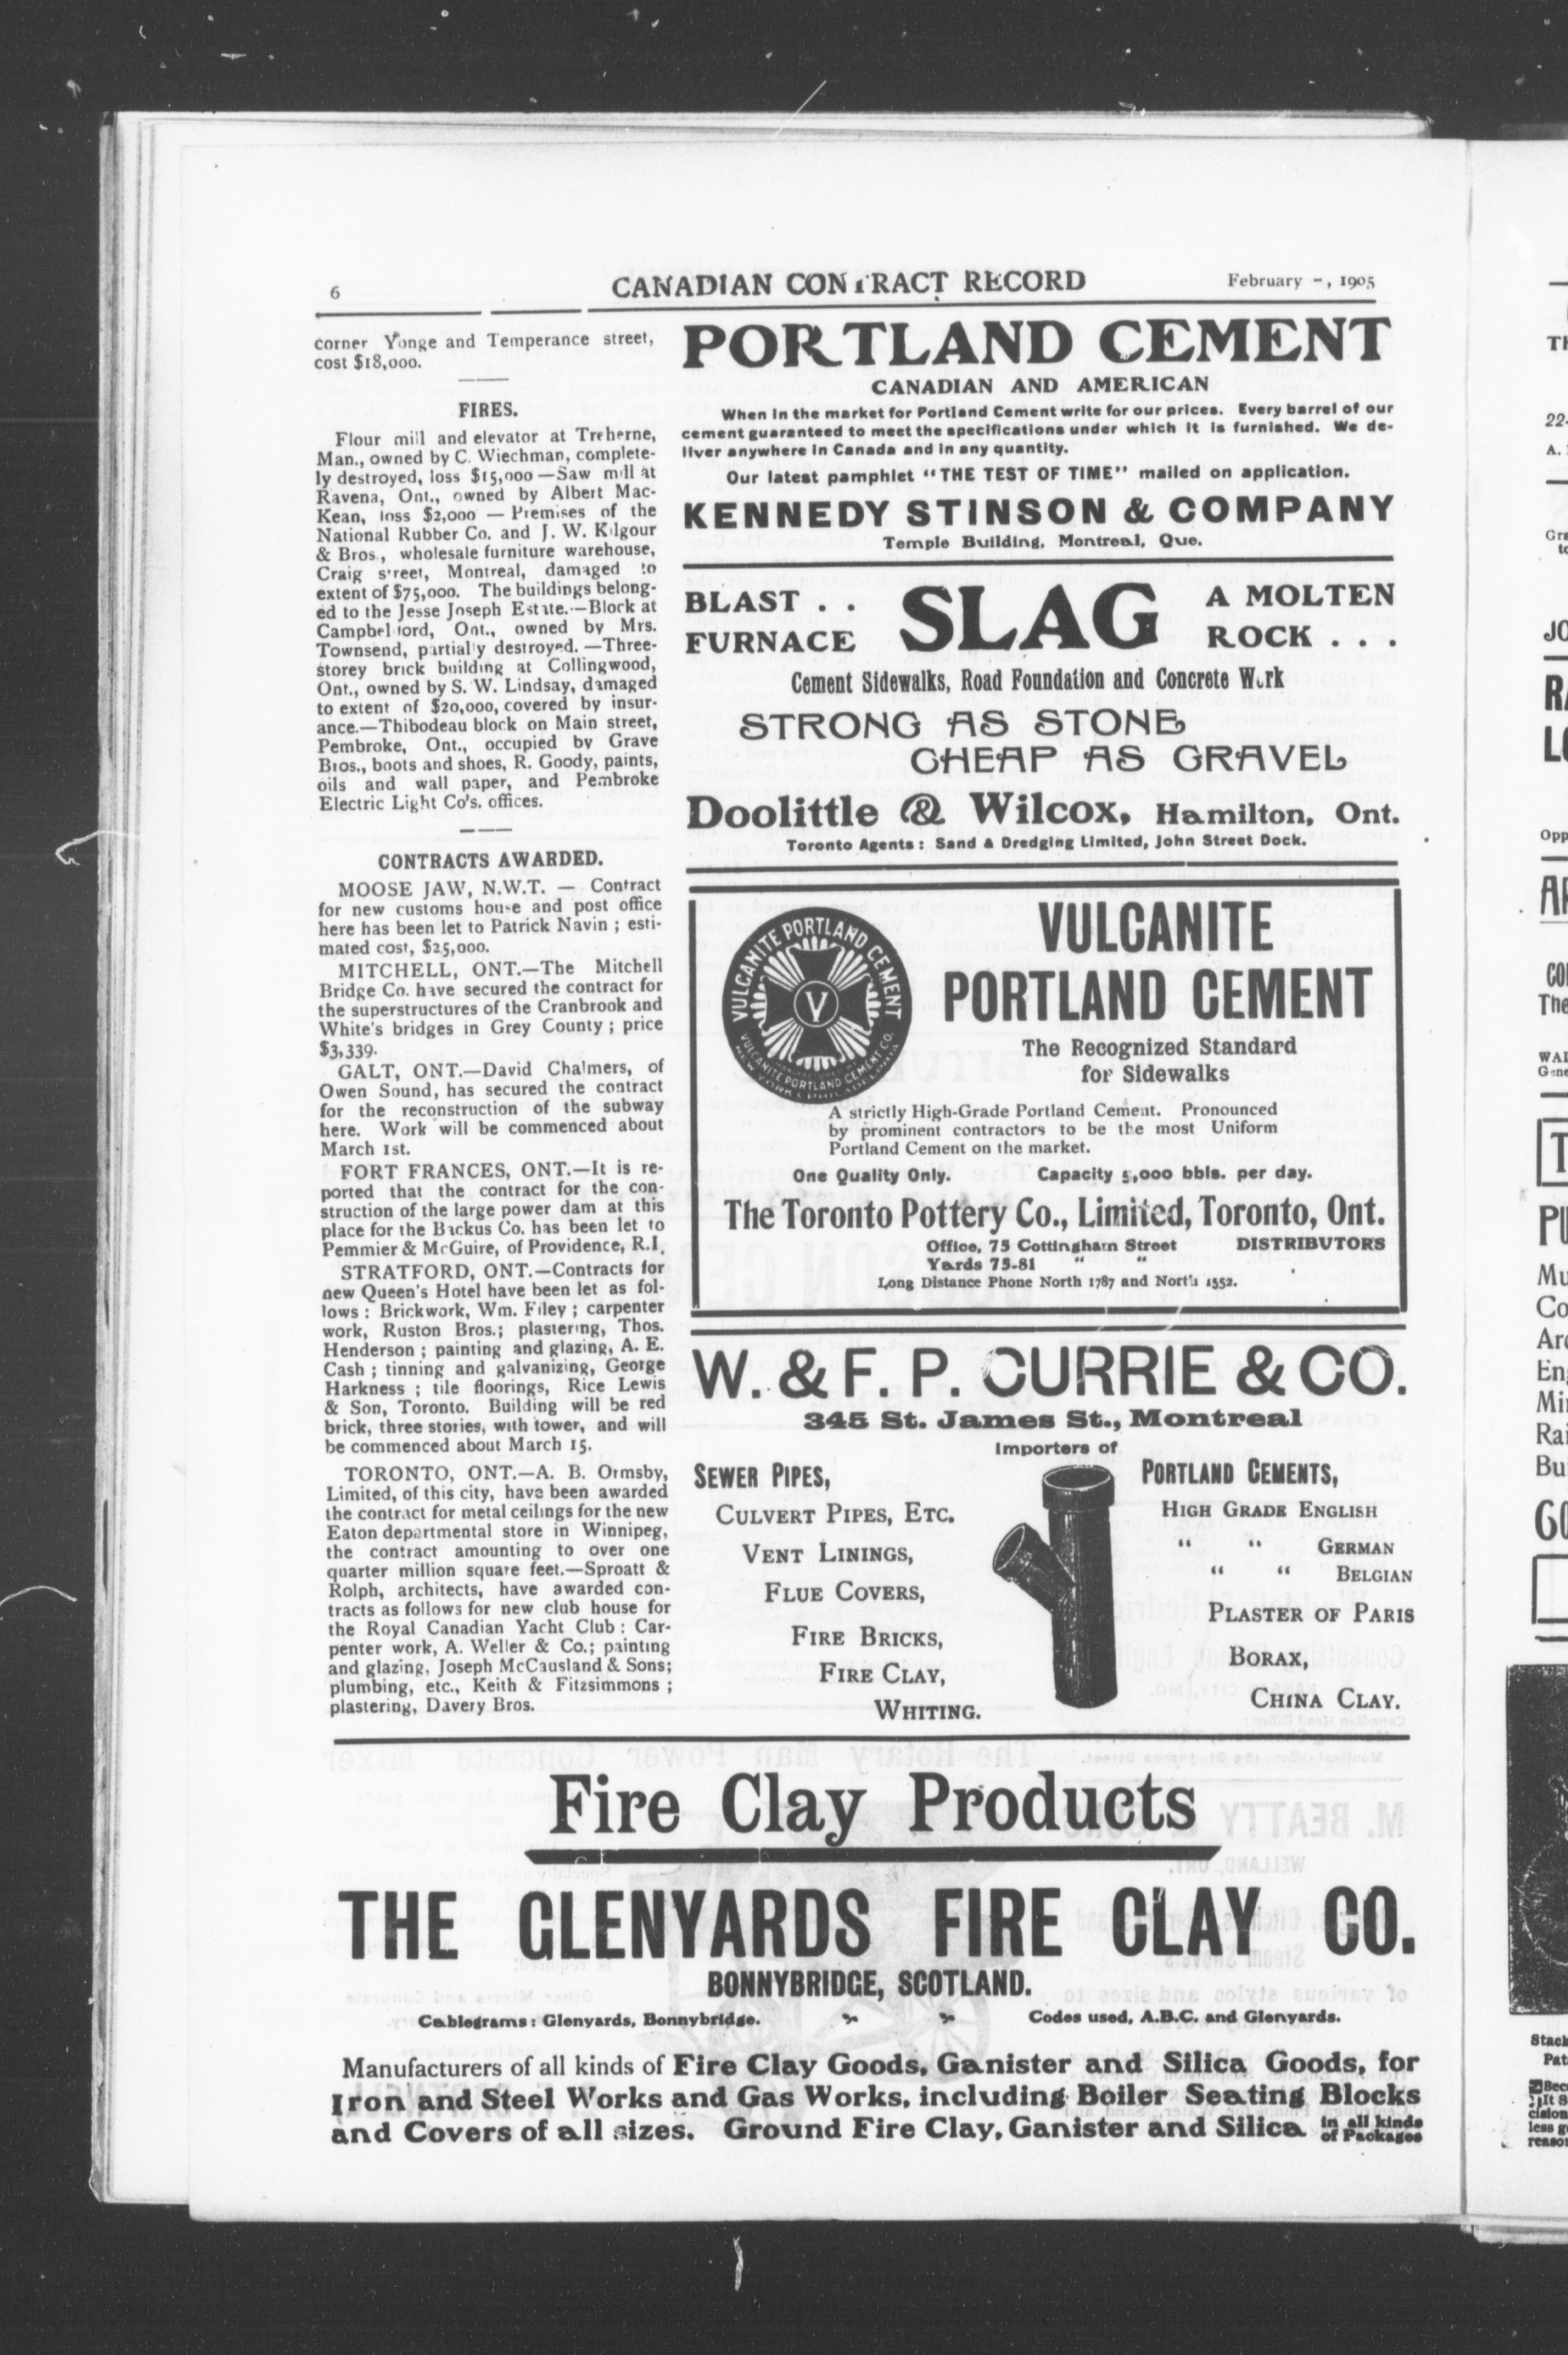 6
CANADIAN CONTRACT RECORD
February -, 1905
corner Yonge and Temperance street,
cost $18,000.
FIRES.
Flour mill and elevator at Treherne,
Man., owned by C. Wiechman, complete-
ly destroyed, loss $15,000—Saw mill at
Ravena, Ont., owned by Albert Mac-
Kean, loss $2,000 — Premises of the
National Rubber Co. and J. W. Kilgour
& Bros., wholesale furniture warehouse,
Craig street, Montreal, damaged to
extent of $75,000. The buildings belong-
ed to the Jesse Joseph Estate.—Block at
Campbellford, Ont., owned by Mrs.
Townsend, partially destroyed.—Three-
storey brick building at Collingwood,
Ont., owned by S. W. Lindsay, damaged
to extent of $20,000, covered by insur-
ance.—Thibodeau block on Main street,
Pembroke, Ont., occupied by Grave
Bros., boots and shoes, R. Goody, paints,
oils and wall paper, and Pembroke
Electric Light Co's. offices.
CONTRACTS AWARDED.
MOOSE JAW, N.W.T. — Contract
for new customs house and post office
here has been let to Patrick Navin ; esti-
mated cost, $25,000.
MITCHELL, ONT.—The Mitchell
Bridge Co. have secured the contract for
the superstructures of the Cranbrook and
White's bridges in Grey County ; price
$3,339.
GALT, ONT.—David Chalmers, of
Owen Sound, has secured the contract
for the reconstruction of the subway
here. Work will be commenced about
March 1st.
FORT FRANCES, ONT.—It is re-
ported that the contract for the con-
struction of the large power dam at this
place for the Backus Co. has been let to
Pemmier & McGuire, of Providence, R.I.
STRATFORD, ONT.—Contracts for
new Queen's Hotel have been let as fol-
lows : Brickwork, Wm. Filey ; carpenter
work, Ruston Bros.; plastering, Thos.
Henderson ; painting and glazing, A. E.
Cash ; tinning and galvanizing, George
Harkness ; tile floorings, Rice Lewis
& Son, Toronto. Building will be red
brick, three stories, with tower, and will
be commenced about March 15.
TORONTO, ONT.—A. B. Ormsby,
Limited, of this city, have been awarded
the contract for metal ceilings for the new
Eaton departmental store in Winnipeg,
the contract amounting to over one
quarter million square feet.—Sproatt &
Rolph, architects, have awarded con-
tracts as follows for new club house for
the Royal Canadian Yacht Club : Car-
penter work, A. Weller & Co.; painting
and glazing, Joseph McCausland & Sons;
plumbing, etc., Keith & Fitzsimmons ;
plastering, Davery Bros.
PORTLAND CEMENT
CANADIAN AND AMERICAN
When in the market for Portland Cement write for our prices. Every barrel of our
cement guaranteed to meet the specifications under which it is furnished. We de-
liver anywhere in Canada and in any quantity.
Our latest pamphlet "THE TEST OF TIME" mailed on application.
KENNEDY STINSON & COMPANY
Temple Building, Montreal, Que.
BLAST . . SLAG A MOLTEN
FURNACE ROCK . . .
Cement Sidewalks, Road Foundation and Concrete Work
STRONG AS STONE
CHEAP AS GRAVEL
Doolittle & Wilcox, Hamilton, Ont.
Toronto Agents : Sand & Dredging Limited, John Street Dock.
VULCANITE PORTLAND CEMENT
V
VULCANITE PORTLAND CEMENT CO.
NEW YORK & PHILADELPHIA
VULCANITE
PORTLAND CEMENT
The Recognized Standard
for Sidewalks
A strictly High-Grade Portland Cement. Pronounced
by prominent contractors to be the most Uniform
Portland Cement on the market.
One Quality Only. Capacity 5,000 bbls. per day.
The Toronto Pottery Co., Limited, Toronto, Ont.
Office, 75 Cottingham Street DISTRIBUTORS
Yards 75-81 " "
Long Distance Phone North 1787 and North 1552.
W. & F. P. CURRIE & CO.
345 St. James St., Montreal
Importers of
SEWER PIPES,
CULVERT PIPES, ETC.
VENT LININGS,
FLUE COVERS,
FIRE BRICKS,
FIRE CLAY,
WHITING.
PORTLAND CEMENTS,
HIGH GRADE ENGLISH
" " GERMAN
" " BELGIAN
PLASTER OF PARIS
BORAX,
CHINA CLAY.
Fire Clay Products
THE GLENYARDS FIRE CLAY CO.
BONNYBRIDGE, SCOTLAND.
Cablegrams: Glenyards, Bonnybridge. Codes used, A.B.C. and Glenyards.
Manufacturers of all kinds of Fire Clay Goods, Ganister and Silica Goods, for
Iron and Steel Works and Gas Works, including Boiler Seating Blocks
and Covers of all sizes. Ground Fire Clay, Ganister and Silica in all kinds
of Packages